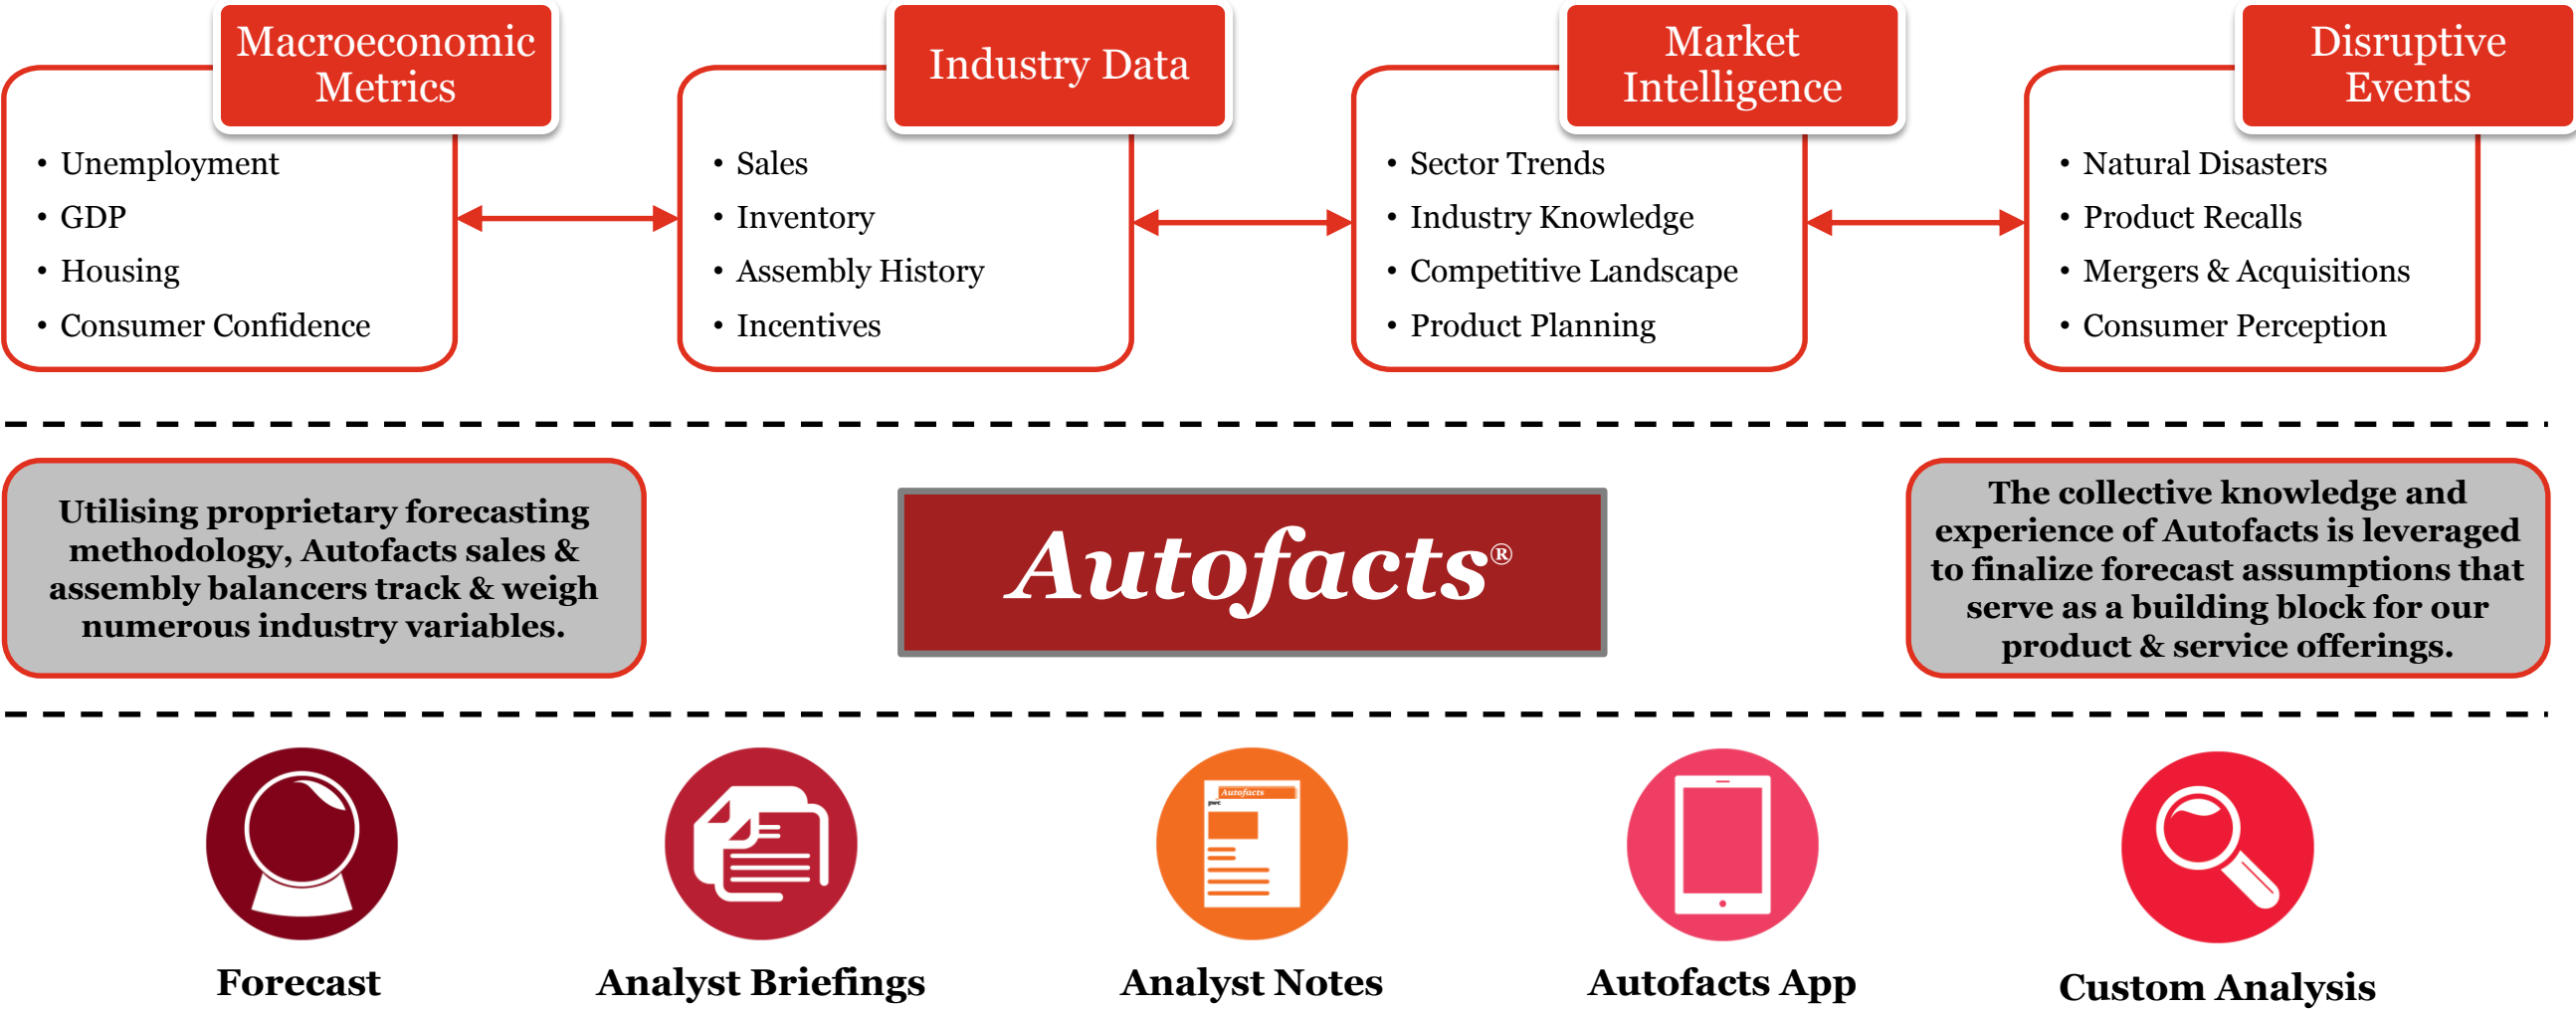 Macroeconomic
Metrics
• Unemployment
• GDP
• Housing
• Consumer Confidence
Industry Data
• Sales
• Inventory
• Assembly History
• Incentives
Market
Intelligence
• Sector Trends
• Industry Knowledge
• Competitive Landscape
• Product Planning
Disruptive
Events
• Natural Disasters
• Product Recalls
• Mergers & Acquisitions
• Consumer Perception
Utilising proprietary forecasting
methodology, Autofacts sales &
assembly balancers track & weigh
numerous industry variables.
Autofacts®
The collective knowledge and
experience of Autofacts is leveraged
to finalize forecast assumptions that
serve as a building block for our
product & service offerings.
Forecast
Analyst Briefings
Autofacts
pwc
Analyst Notes
Autofacts App
Custom Analysis